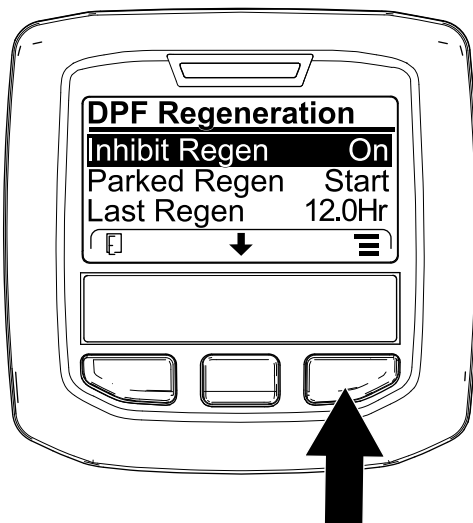 DPF Regeneration
Inhibit Regen On
Parked Regen Start
Last Regen 12.0Hr